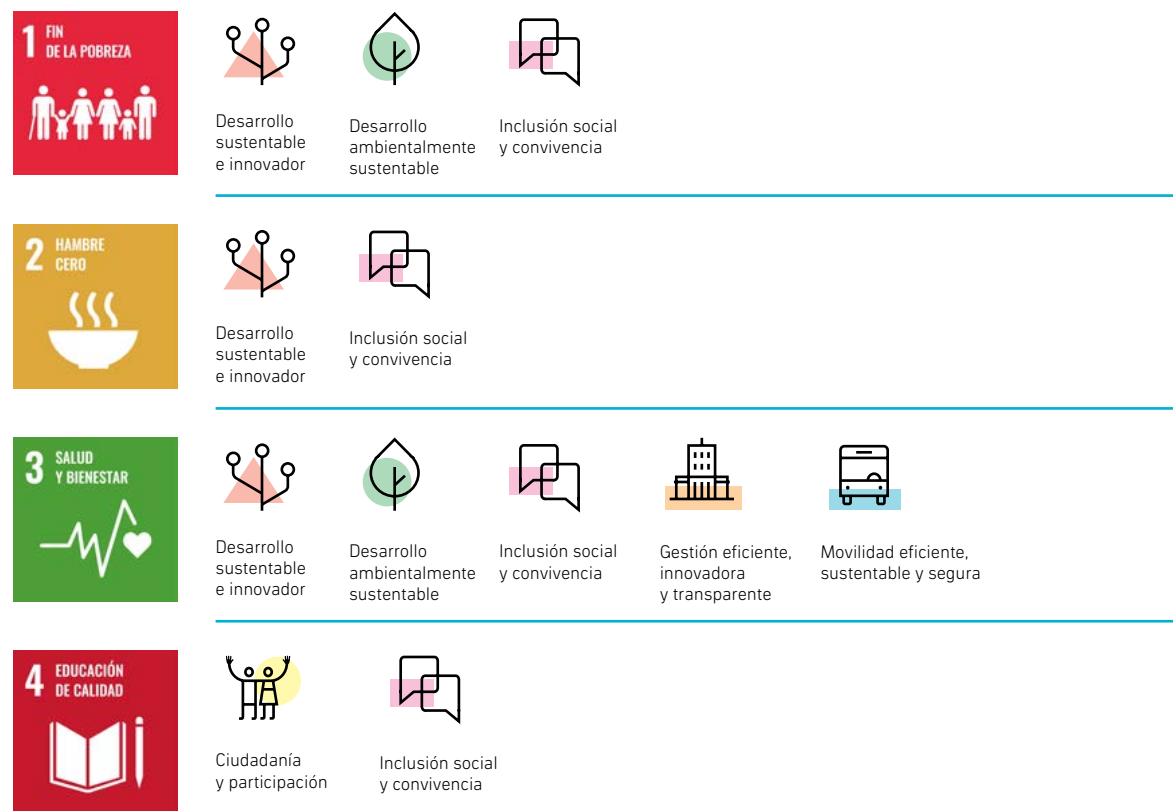 1 FIN
DE LA POBREZA
Desarrollo
sustentable
e innovador
Desarrollo
ambientalmente
sustentable
Inclusión social
y convivencia
2 HAMBRE
CERO
Desarrollo
sustentable
e innovador
Inclusión social
y convivencia
3 SALUD
Y BIENESTAR
Desarrollo
sustentable
e innovador
Desarrollo
ambientalmente
sustentable
Inclusión social
y convivencia
Gestión eficiente,
innovadora
y transparente
Movilidad eficiente,
sustentable y segura
4 EDUCACIÓN
DE CALIDAD
Ciudadanía
y participación
Inclusión social
y convivencia